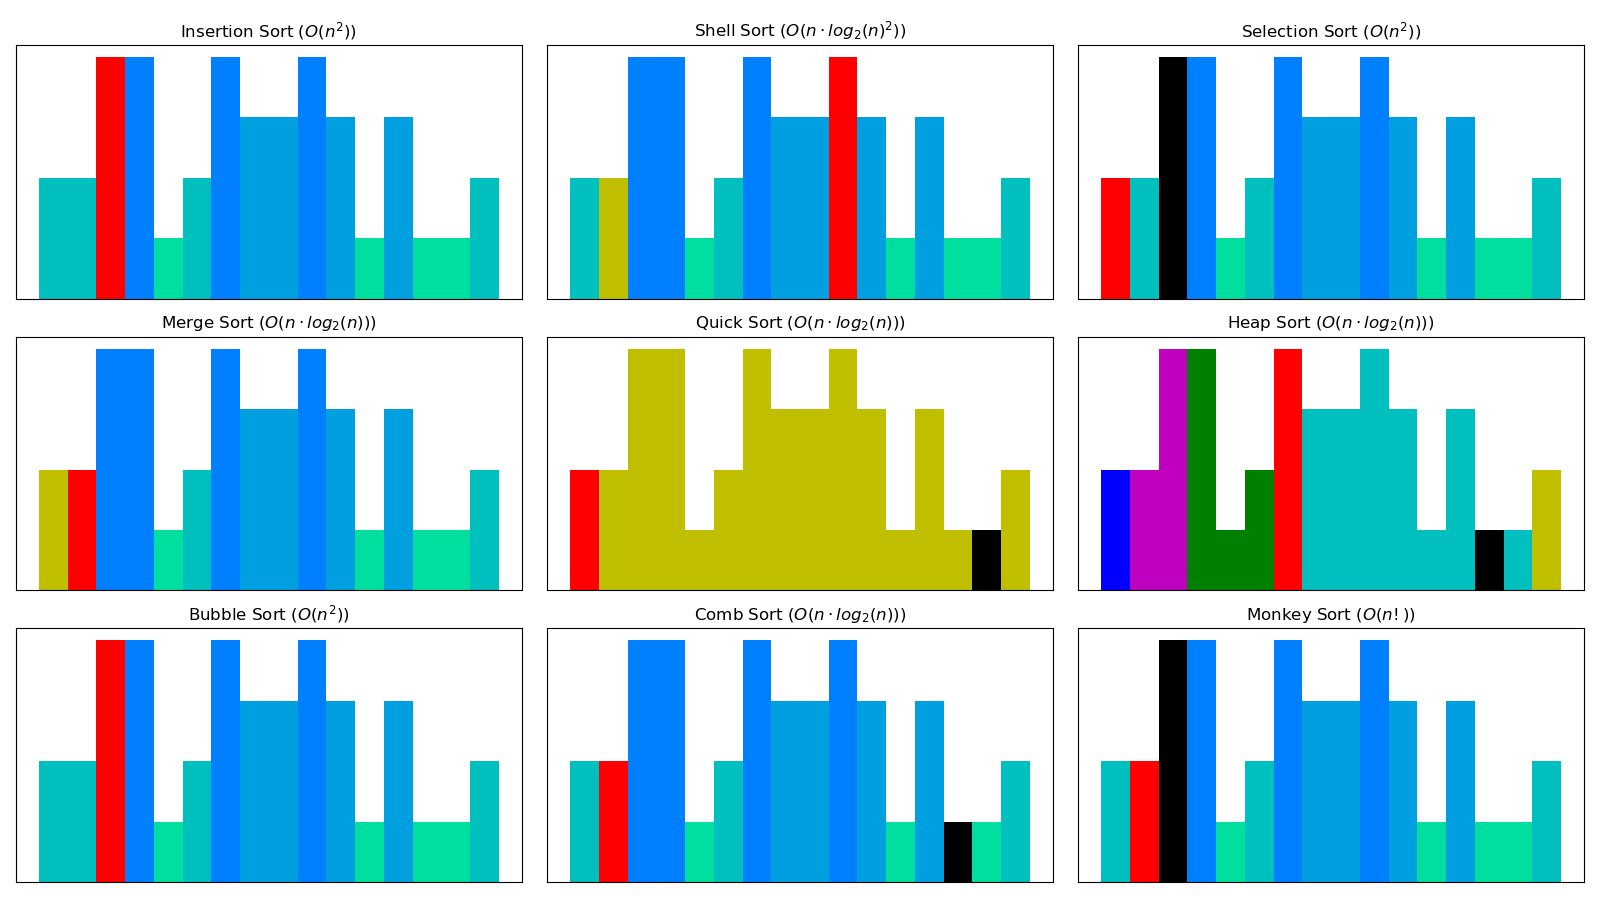 Insertion Sort (O(n²))
Shell Sort (O(n · log₂(n)²))
Selection Sort (O(n²))
Merge Sort (O(n · log₂(n)))
Quick Sort (O(n · log₂(n)))
Heap Sort (O(n · log₂(n)))
Bubble Sort (O(n²))
Comb Sort (O(n · log₂(n)))
Monkey Sort (O(n!))